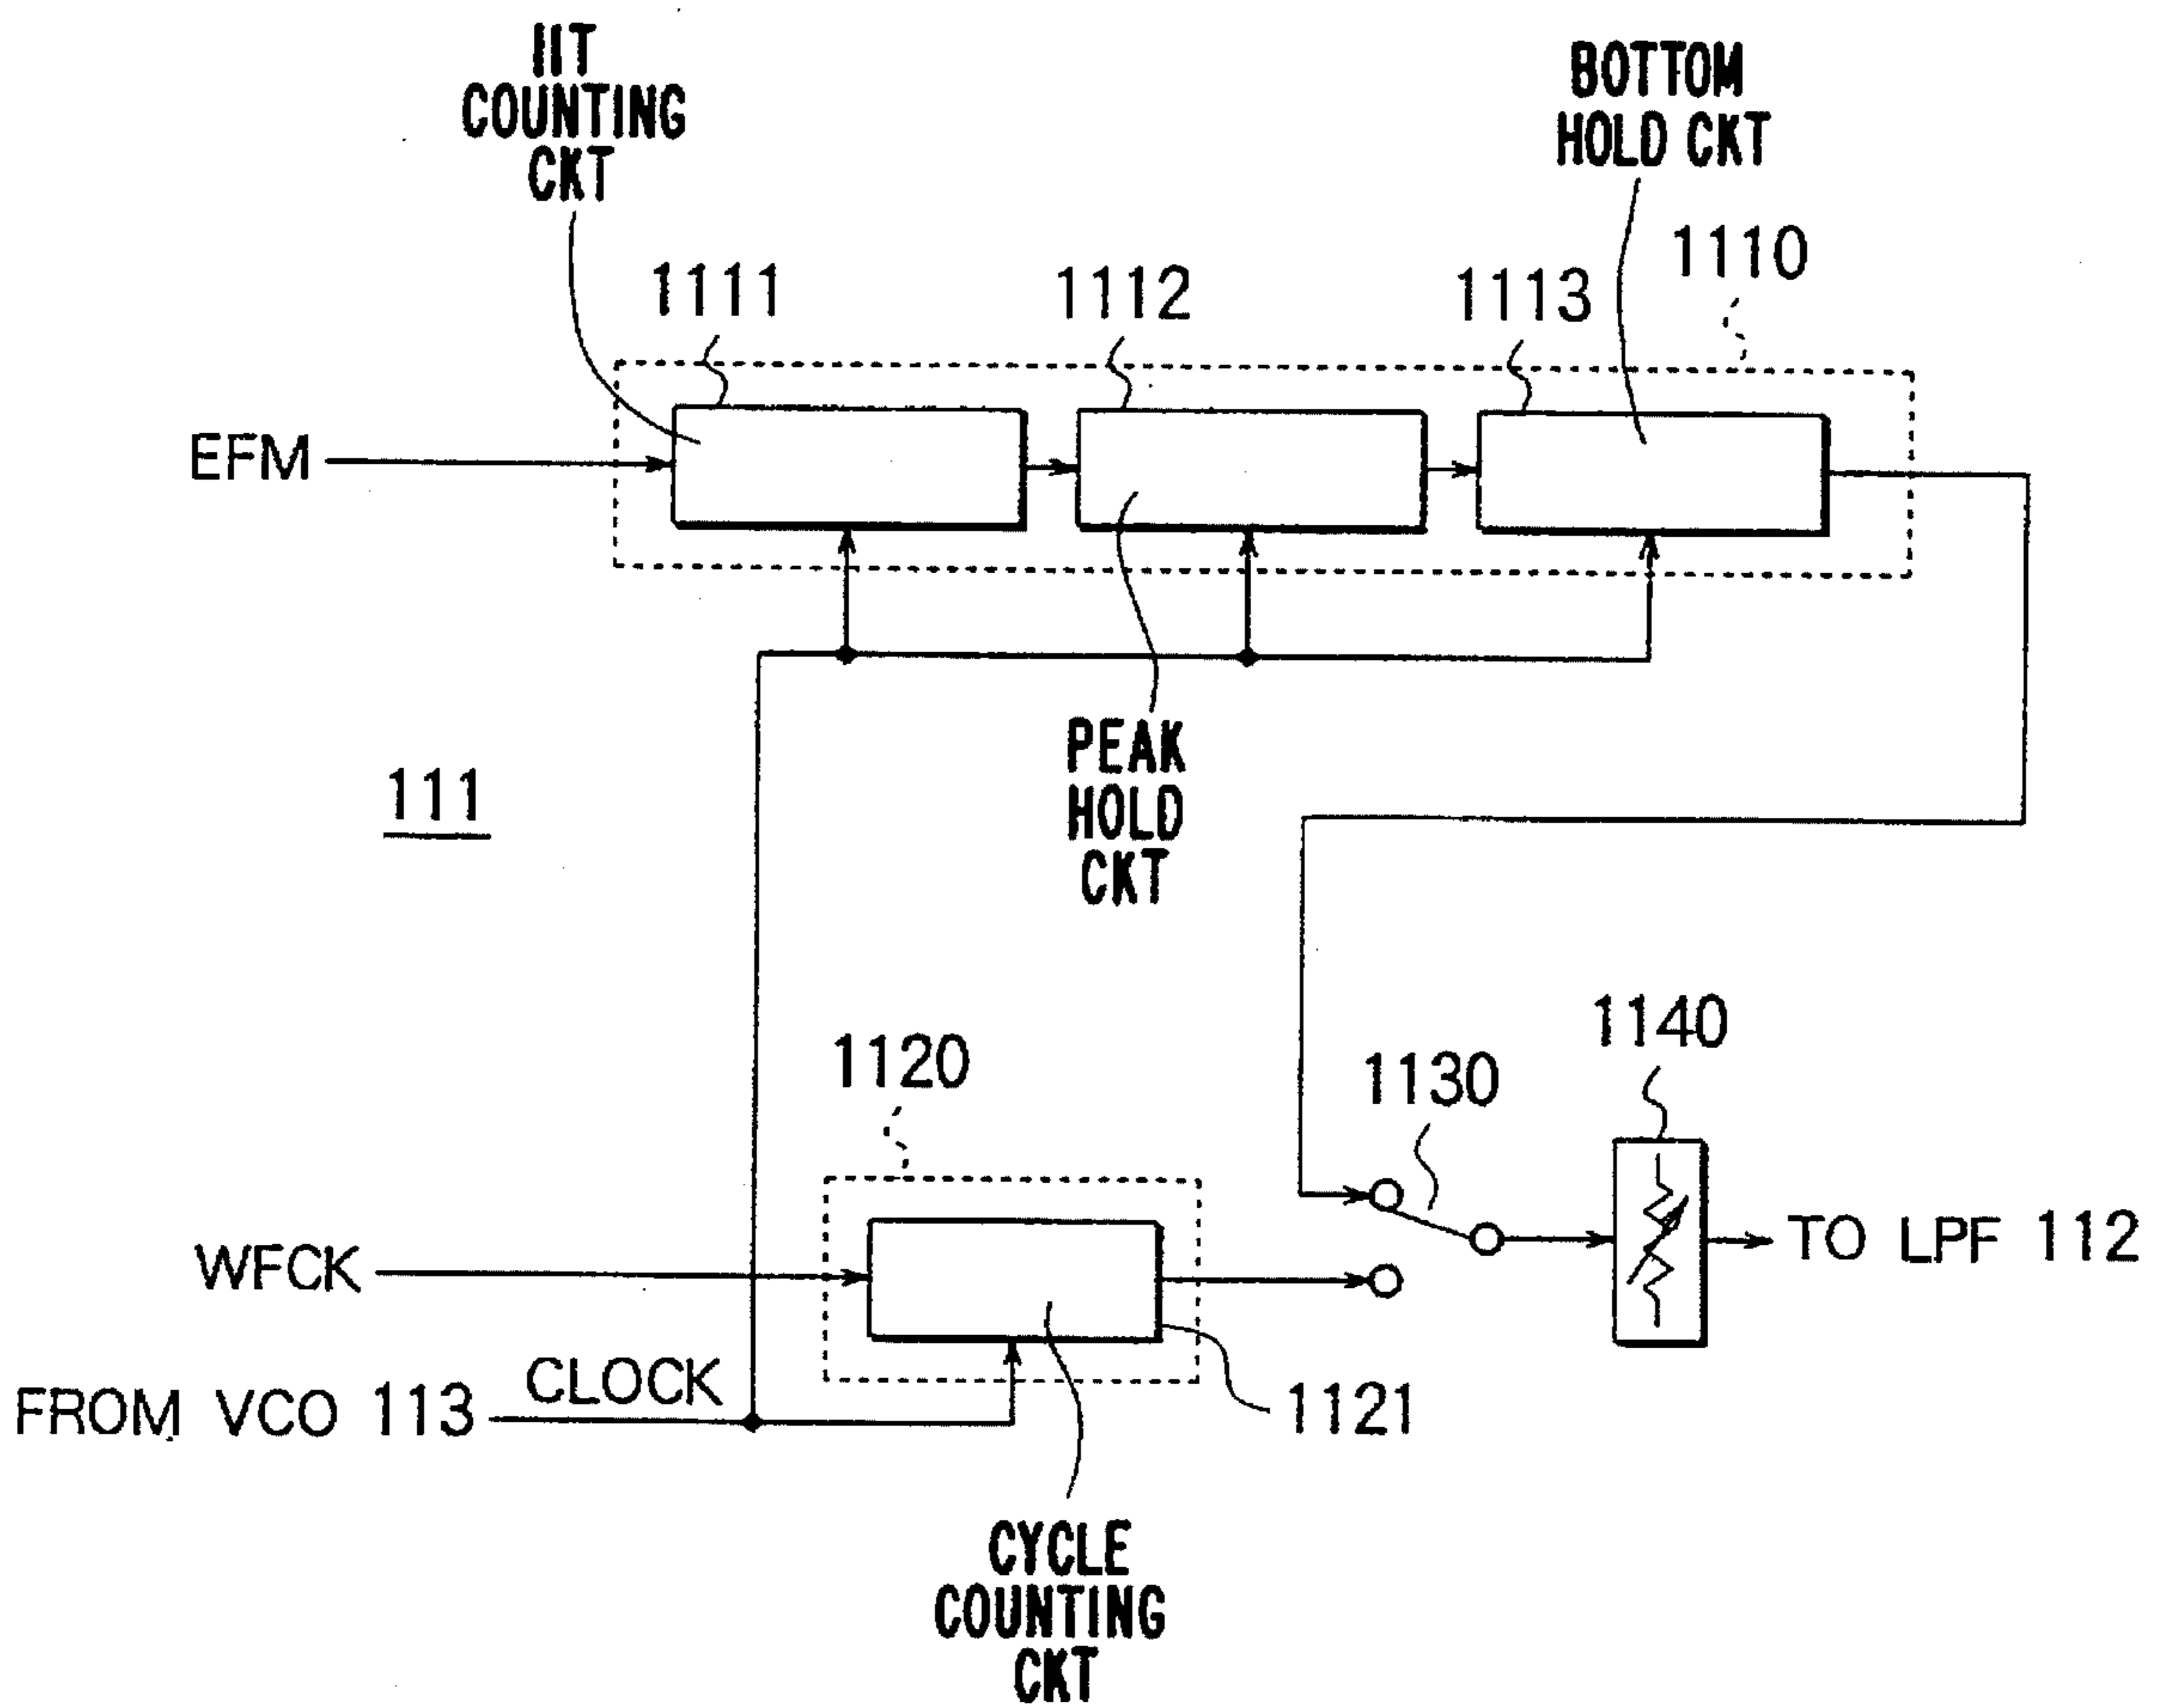 11T
COUNTING
CKT
BOTTOM
HOLD CKT
1110
1111
1112
1113
EFM
PEAK
HOLD
CKT
111
1140
1120
1130
WFCK
TO LPF 112
CLOCK
FROM VCO 113
1121
CYCLE
COUNTING
CKT